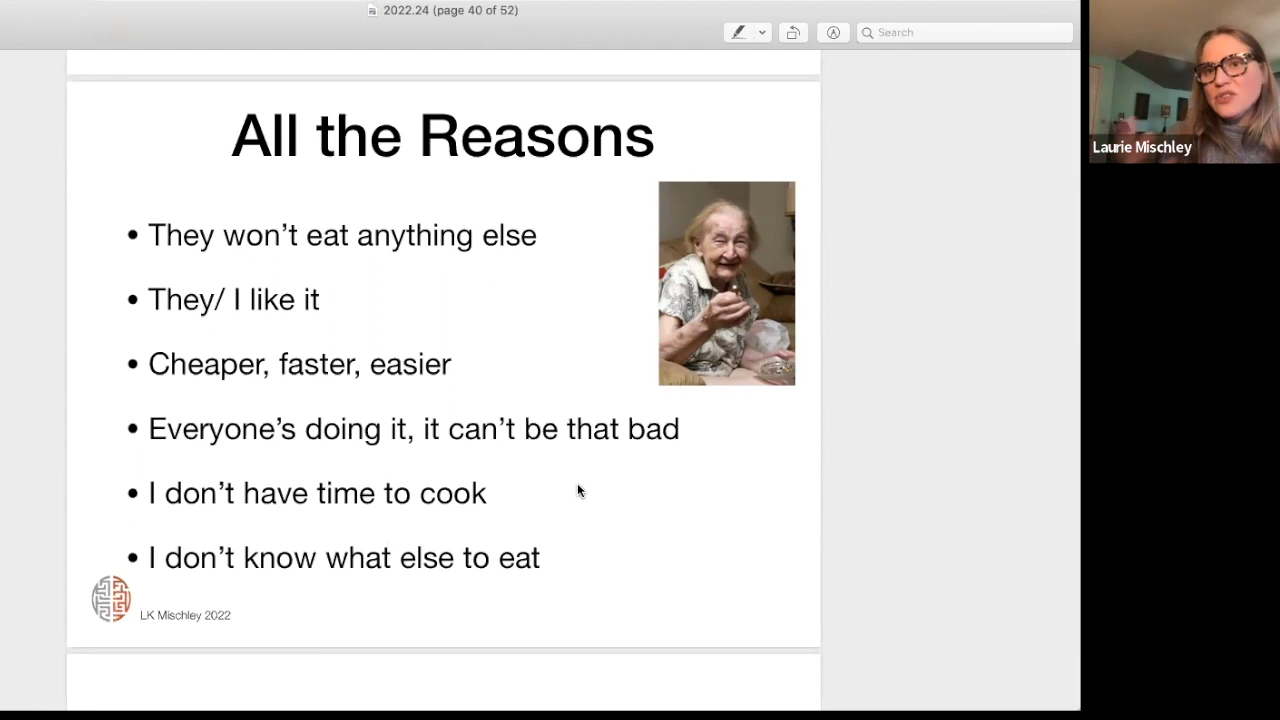 2022.24 (page 40 of 52)
Search
Laurie Mischley
All the Reasons
• They won’t eat anything else
• They/ I like it
• Cheaper, faster, easier
• Everyone’s doing it, it can’t be that bad
• I don’t have time to cook
• I don’t know what else to eat
LK Mischley 2022